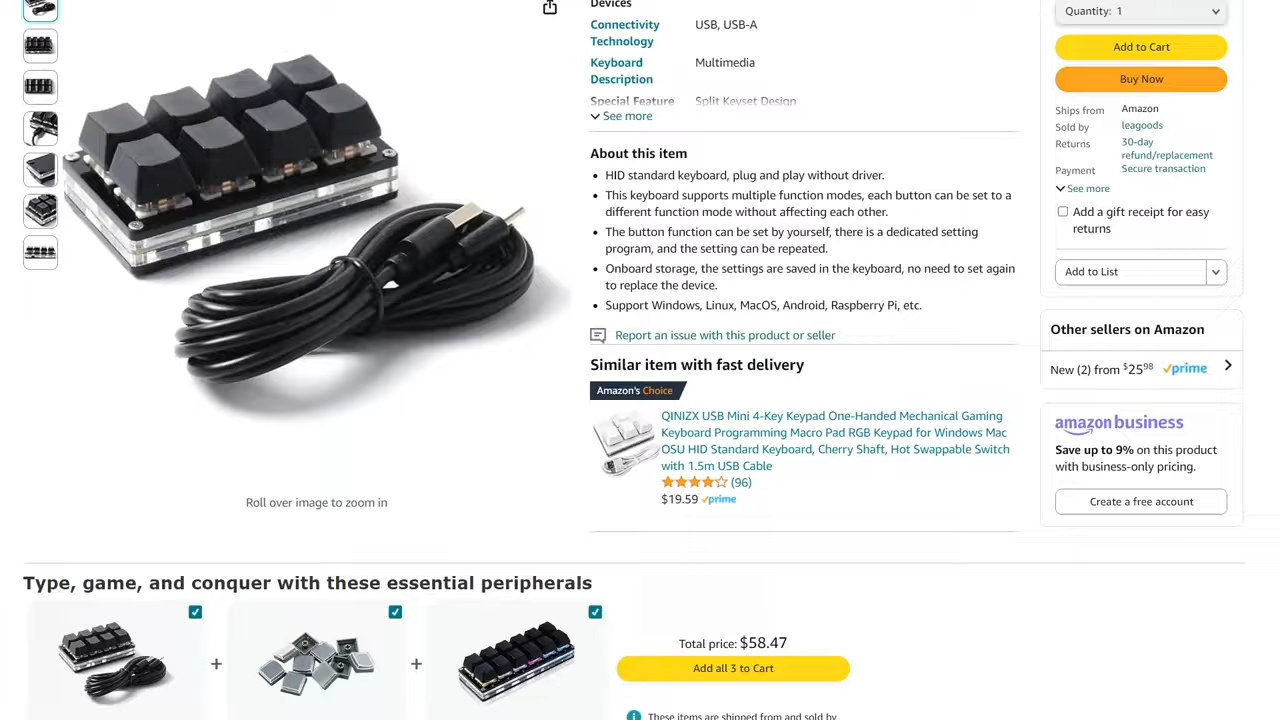 Devices
Connectivity
Technology
USB, USB-A
Keyboard
Description
Multimedia
Special Feature
Split Keyset Design
See more
About this item
HID standard keyboard, plug and play without driver.
This keyboard supports multiple function modes, each button can be set to a
different function mode without affecting each other.
The button function can be set by yourself, there is a dedicated setting
program, and the setting can be repeated.
Onboard storage, the settings are saved in the keyboard, no need to set again
to replace the device.
Support Windows, Linux, MacOS, Android, Raspberry Pi, etc.
Report an issue with this product or seller
Similar item with fast delivery
Amazon's Choice
QINIZX USB Mini 4-Key Keypad One-Handed Mechanical Gaming
Keyboard Programming Macro Pad RGB Keypad for Windows Mac
OSU HID Standard Keyboard, Cherry Shaft, Hot Swappable Switch
with 1.5m USB Cable
(96)
$19.59 prime
Roll over image to zoom in
Quantity: 1
Add to Cart
Buy Now
Ships from
Amazon
Sold by
leagoods
Returns
30-day
refund/replacement
Payment
Secure transaction
See more
Add a gift receipt for easy
returns
Add to List
Other sellers on Amazon
New (2) from $25.98 prime
amazon business
Save up to 9% on this product
with business-only pricing.
Create a free account
Type, game, and conquer with these essential peripherals
+
+
Total price: $58.47
Add all 3 to Cart
These items are shipped from and sold by